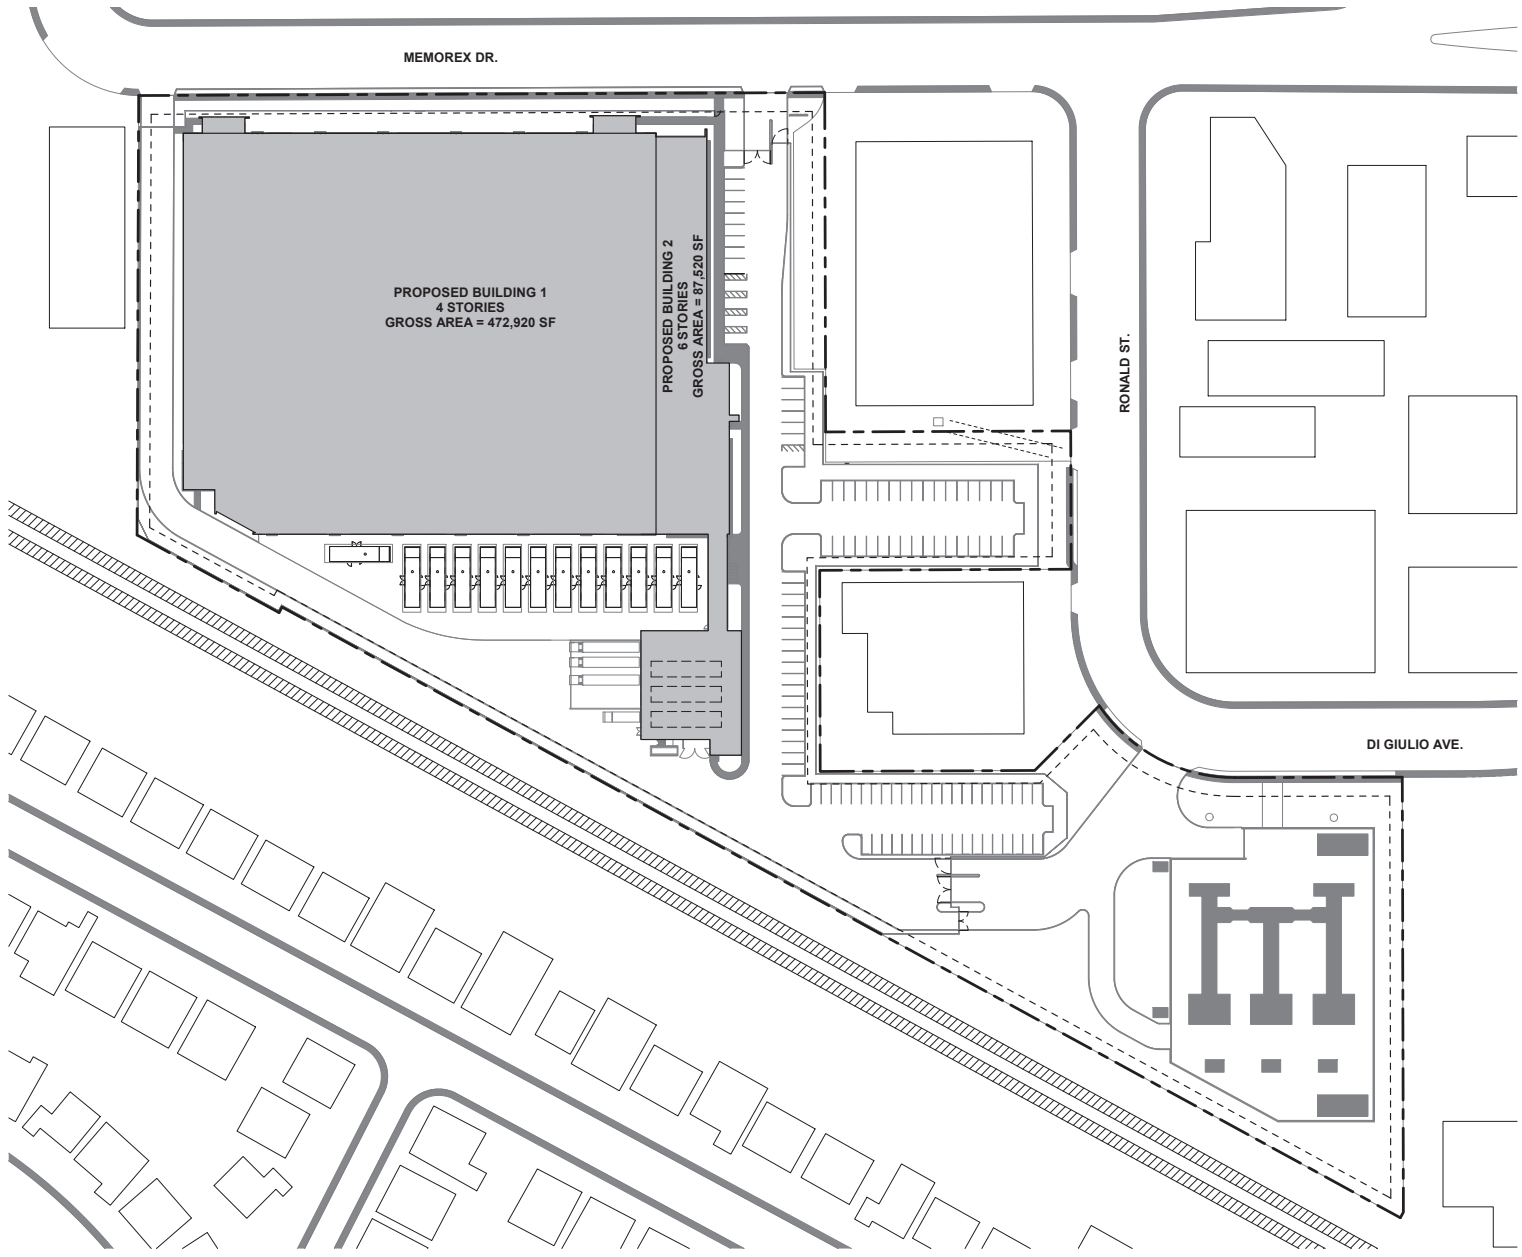 MEMOREX DR.
PROPOSED BUILDING 1
4 STORIES
GROSS AREA = 472,920 SF
PROPOSED BUILDING 2
6 STORIES
GROSS AREA = 87,520 SF
RONALD ST.
DI GIULIO AVE.